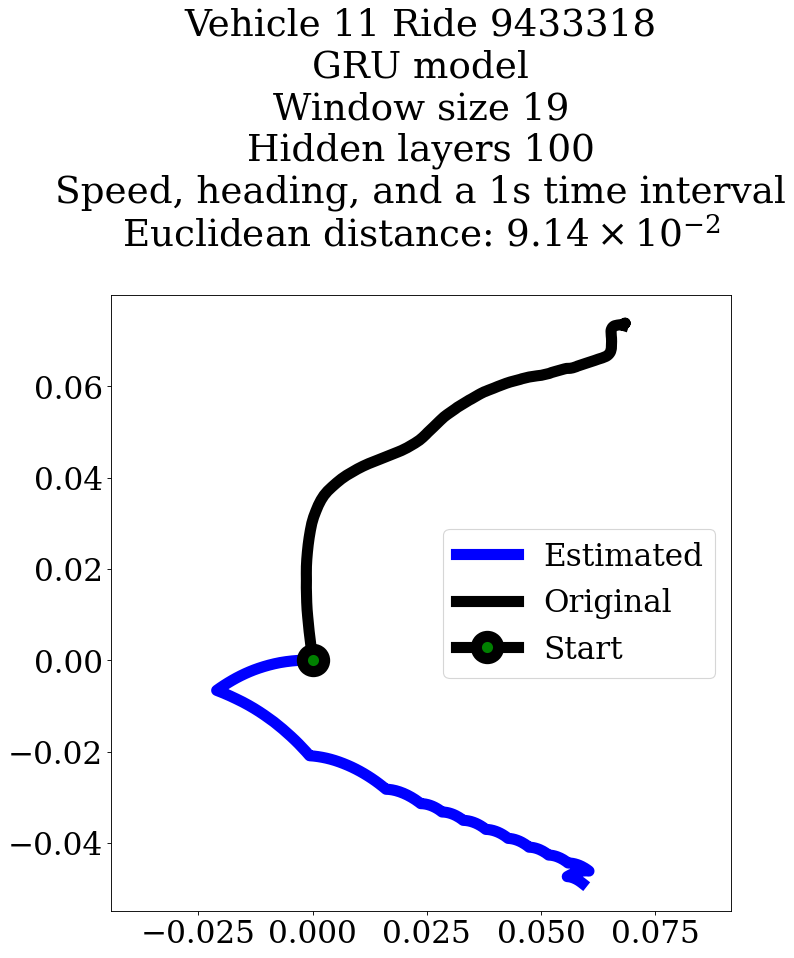 Vehicle 11 Ride 9433318
GRU model
Window size 19
Hidden layers 100
Speed, heading, and a 1s time interval
Euclidean distance: 9.14 × 10⁻²
0.06
0.04
0.02
0.00
−0.02
−0.04
Estimated
Original
Start
−0.025 0.000 0.025 0.050 0.075